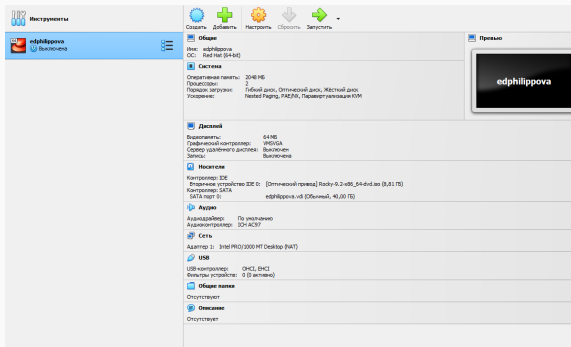 Инструменты
edphilippova
Выключена
Создать Добавить Настроить Сбросить Запустить
Общие
Имя: edphilippova
ОС: Red Hat (64-bit)
Система
Оперативная память: 2048 МБ
Процессоры: 2
Порядок загрузки: Гибкий диск, Оптический диск, Жёсткий диск
Ускорение: Nested Paging, PAE/NX, Паравиртуализация KVM
Превью
edphilippova
Дисплей
Видеопамять: 64 МБ
Графический контроллер: VMSVGA
Сервер удалённого дисплея: Выключен
Запись: Выключена
Носители
Контроллер: IDE
Вторичное устройство IDE 0: [Оптический привод] Rocky-9.2-x86_64-dvd.iso (8,81 ГБ)
Контроллер: SATA
SATA порт 0: edphilippova.vdi (Обычный, 40,00 ГБ)
Аудио
Аудиодрайвер: По умолчанию
Аудиоконтроллер: ICH AC97
Сеть
Адаптер 1: Intel PRO/1000 MT Desktop (NAT)
USB
USB-контроллер: OHCI, EHCI
Фильтры устройств: 0 (0 активно)
Общие папки
Отсутствуют
Описание
Отсутствует